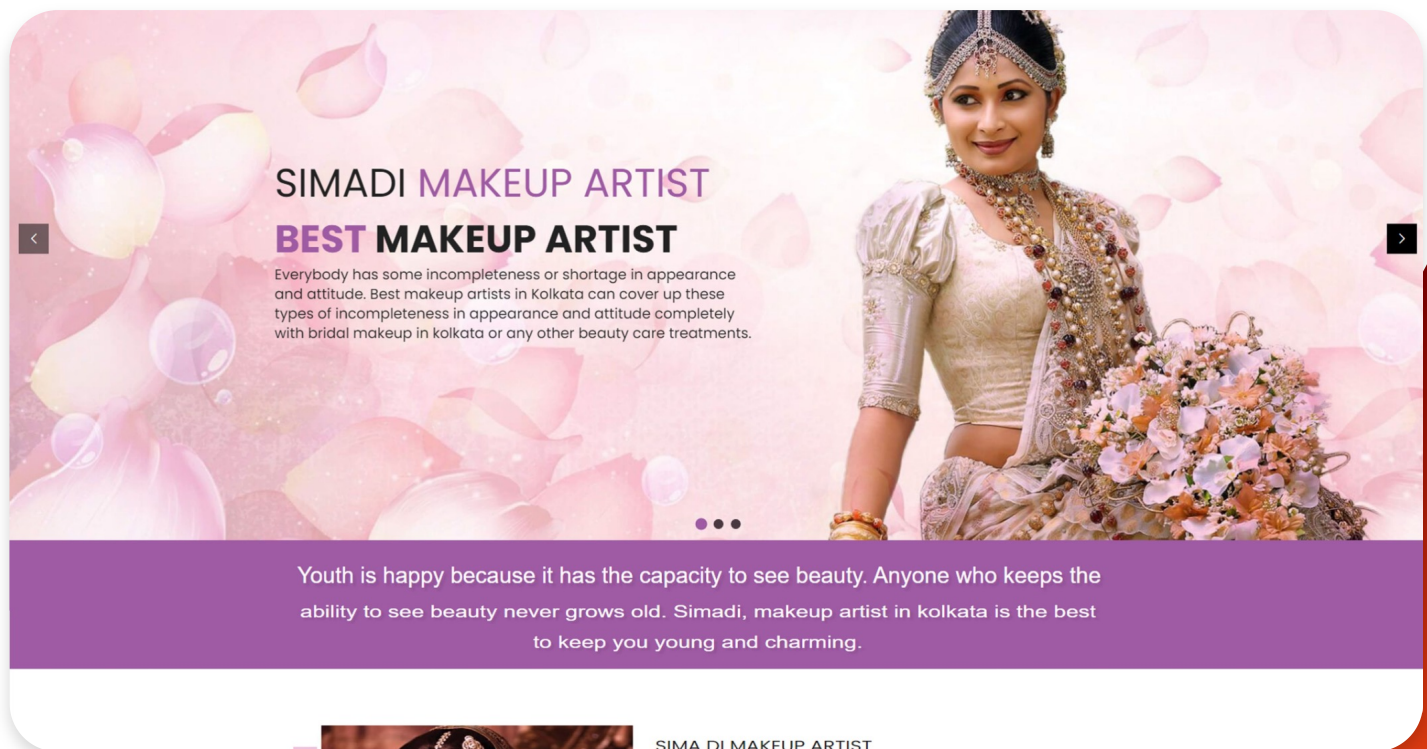 SIMADI MAKEUP ARTIST
BEST MAKEUP ARTIST
Everybody has some incompleteness or shortage in appearance
and attitude. Best makeup artists in Kolkata can cover up these
types of incompleteness in appearance and attitude completely
with bridal makeup in kolkata or any other beauty care treatments.
Youth is happy because it has the capacity to see beauty. Anyone who keeps the
ability to see beauty never grows old. Simadi, makeup artist in kolkata is the best
to keep you young and charming.
SIMA DI MAKEUP ARTIST